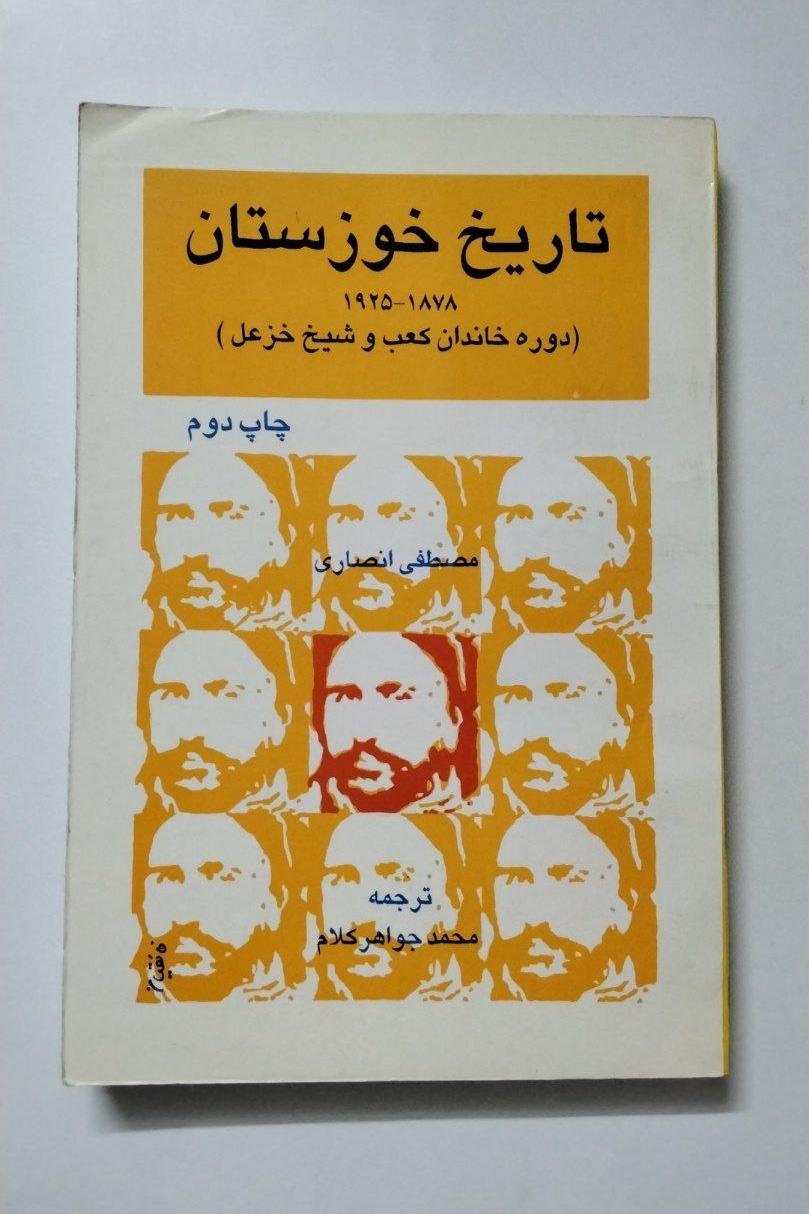 تاریخ خوزستان
۱۸۷۸-۱۹۲۵
(دوره خاندان کعب و شیخ خزعل)
چاپ دوم
مصطفی انصاری
ترجمه
محمد جواهرکلام